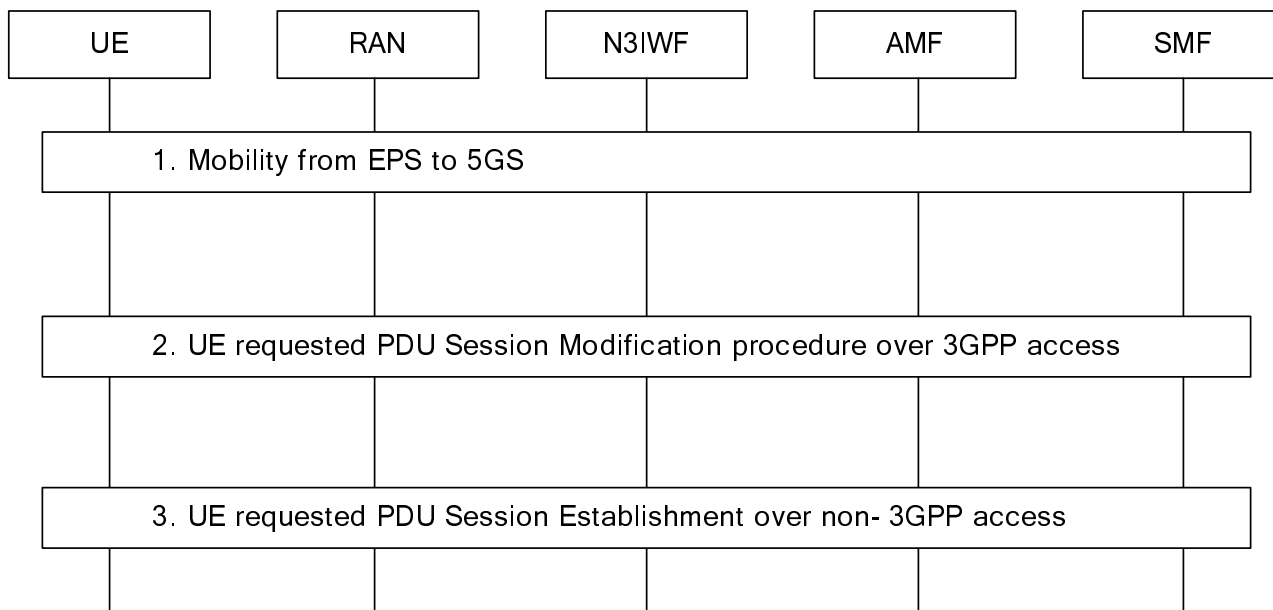 UE RAN N3IWF AMF SMF
1. Mobility from EPS to 5GS
2. UE requested PDU Session Modification procedure over 3GPP access
3. UE requested PDU Session Establishment over non- 3GPP access